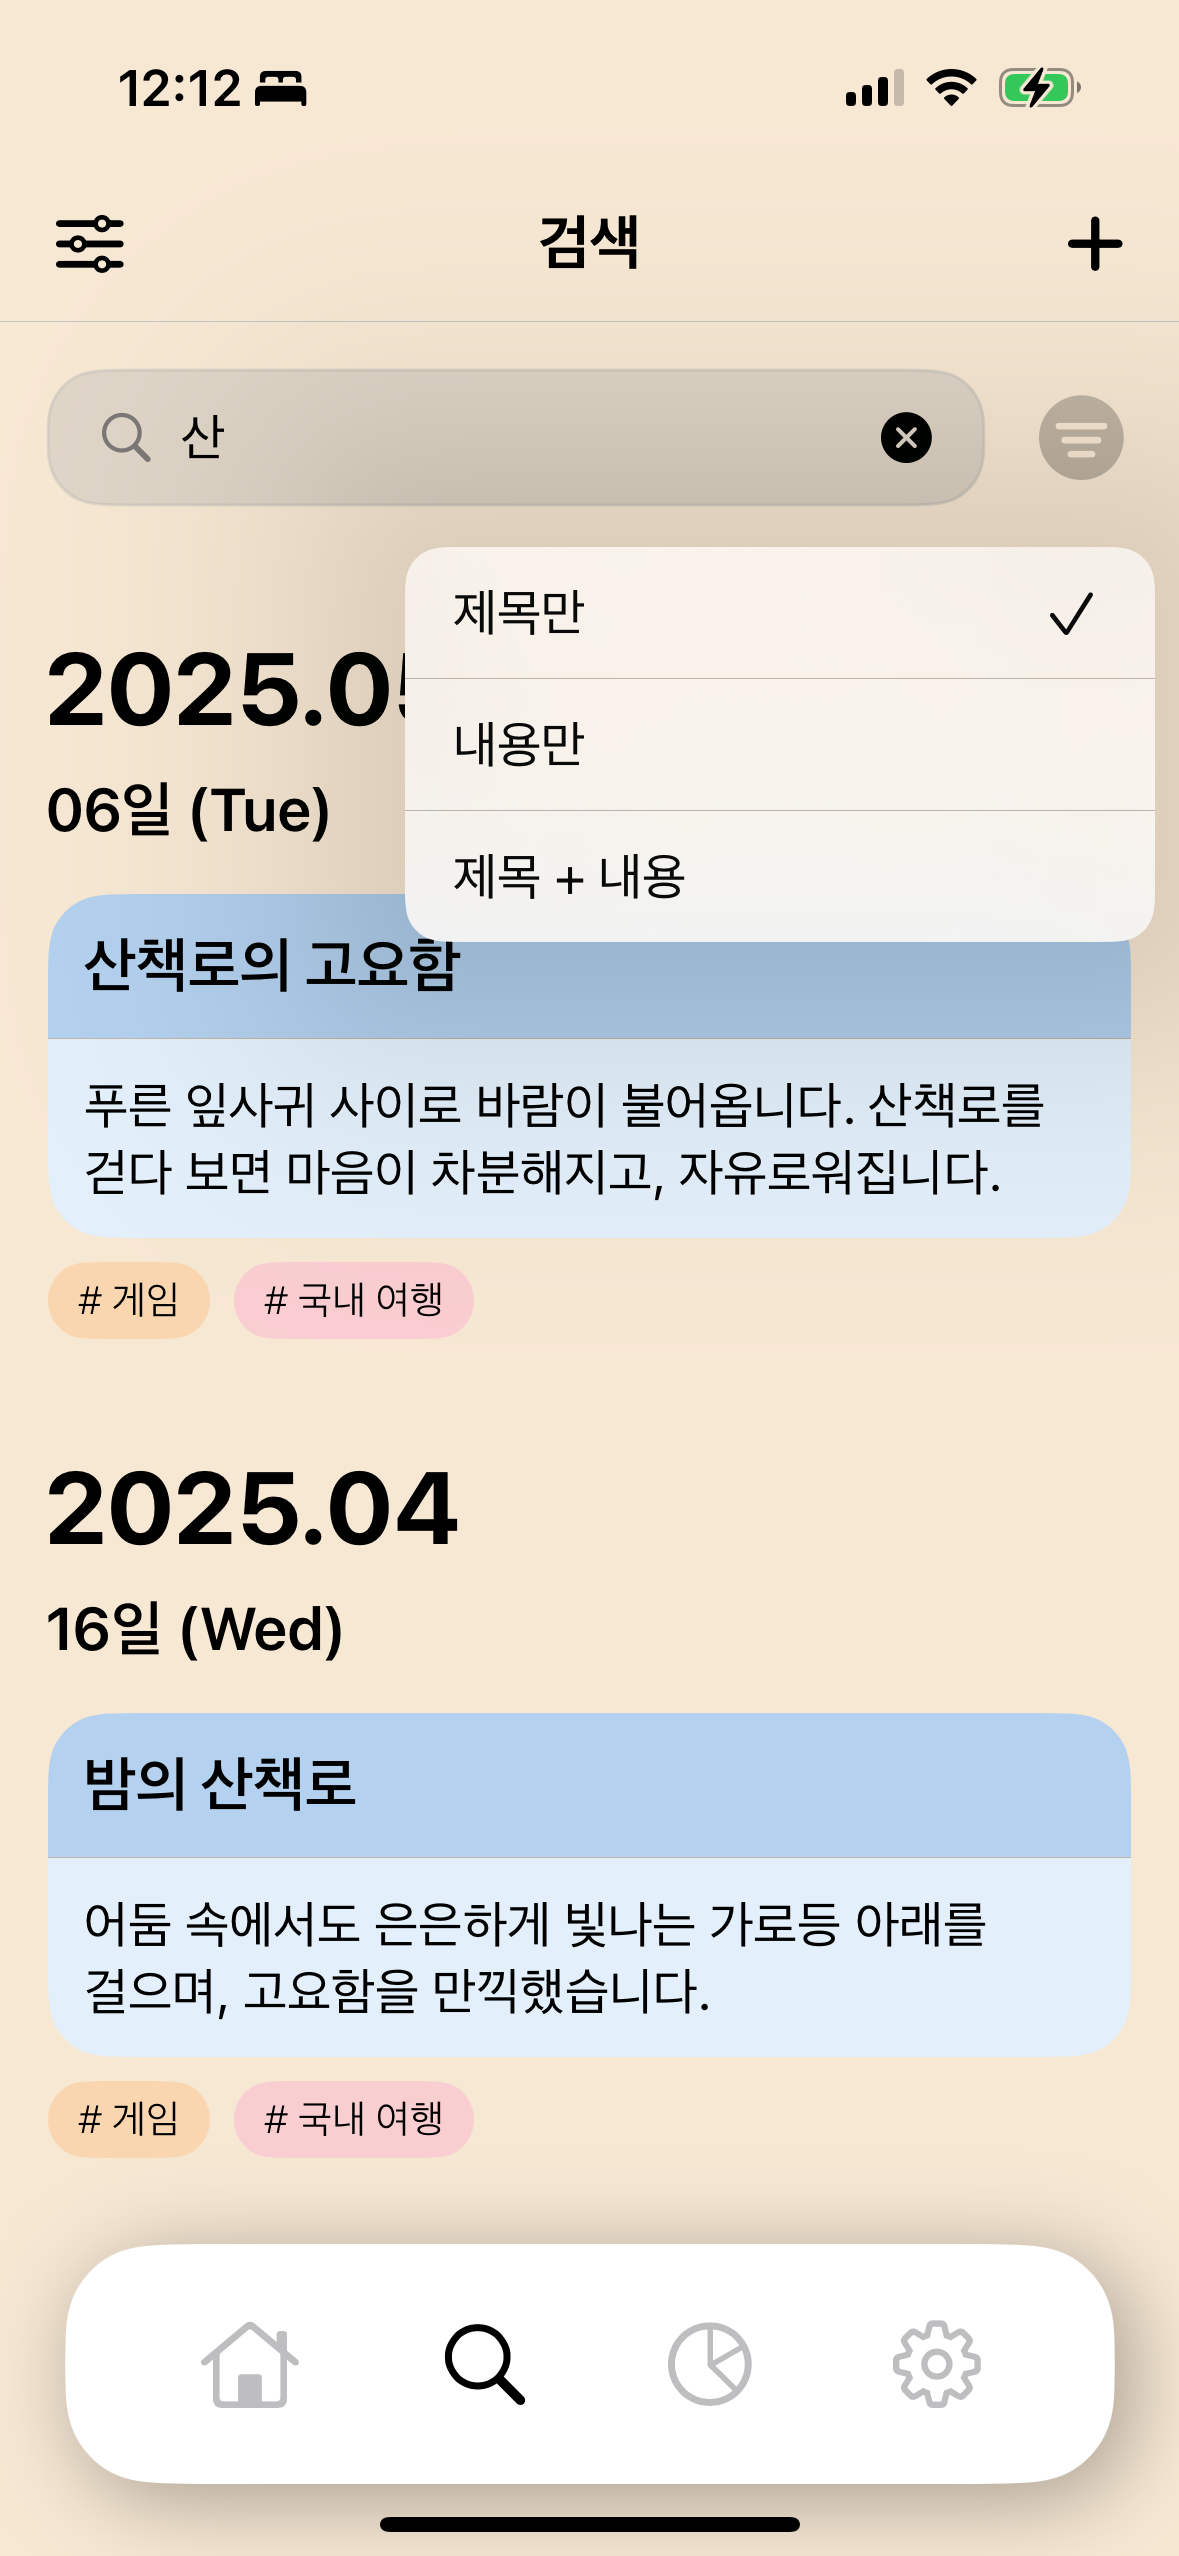 12:12
검색
산
제목만
내용만
제목 + 내용
2025.05
06일 (Tue)
산책로의 고요함
푸른 잎사귀 사이로 바람이 불어옵니다. 산책로를
걷다 보면 마음이 차분해지고, 자유로워집니다.
# 게임 # 국내 여행
2025.04
16일 (Wed)
밤의 산책로
어둠 속에서도 은은하게 빛나는 가로등 아래를
걸으며, 고요함을 만끽했습니다.
# 게임 # 국내 여행